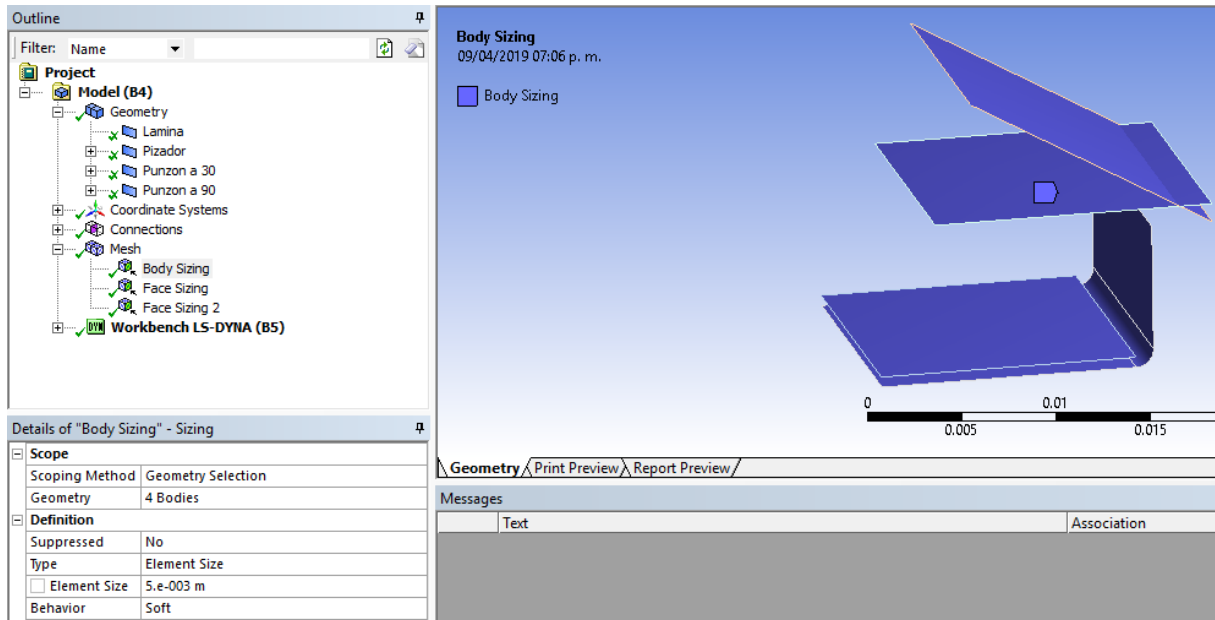 Outline
Filter: Name
Project
Model (B4)
Geometry
Lamina
Pizador
Punzon a 30
Punzon a 90
Coordinate Systems
Connections
Mesh
Body Sizing
Face Sizing
Face Sizing 2
DYN Workbench LS-DYNA (B5)
Details of "Body Sizing" - Sizing
Scope
Scoping Method Geometry Selection
Geometry 4 Bodies
Definition
Suppressed No
Type Element Size
Element Size 5.e-003 m
Behavior Soft
Body Sizing
09/04/2019 07:06 p. m.
Body Sizing
0 0.01
0.005 0.015
Geometry Print Preview Report Preview
Messages
Text Association